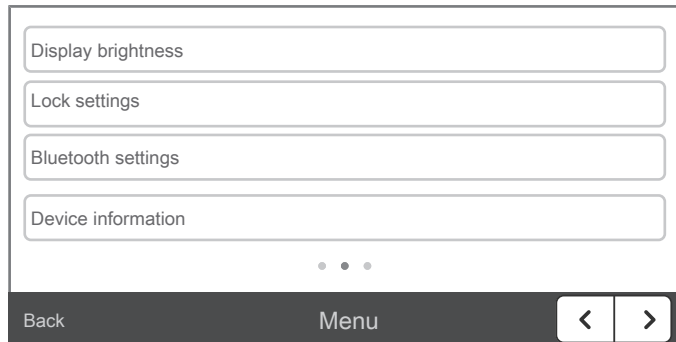 Display brightness
Lock settings
Bluetooth settings
Device information
Back Menu